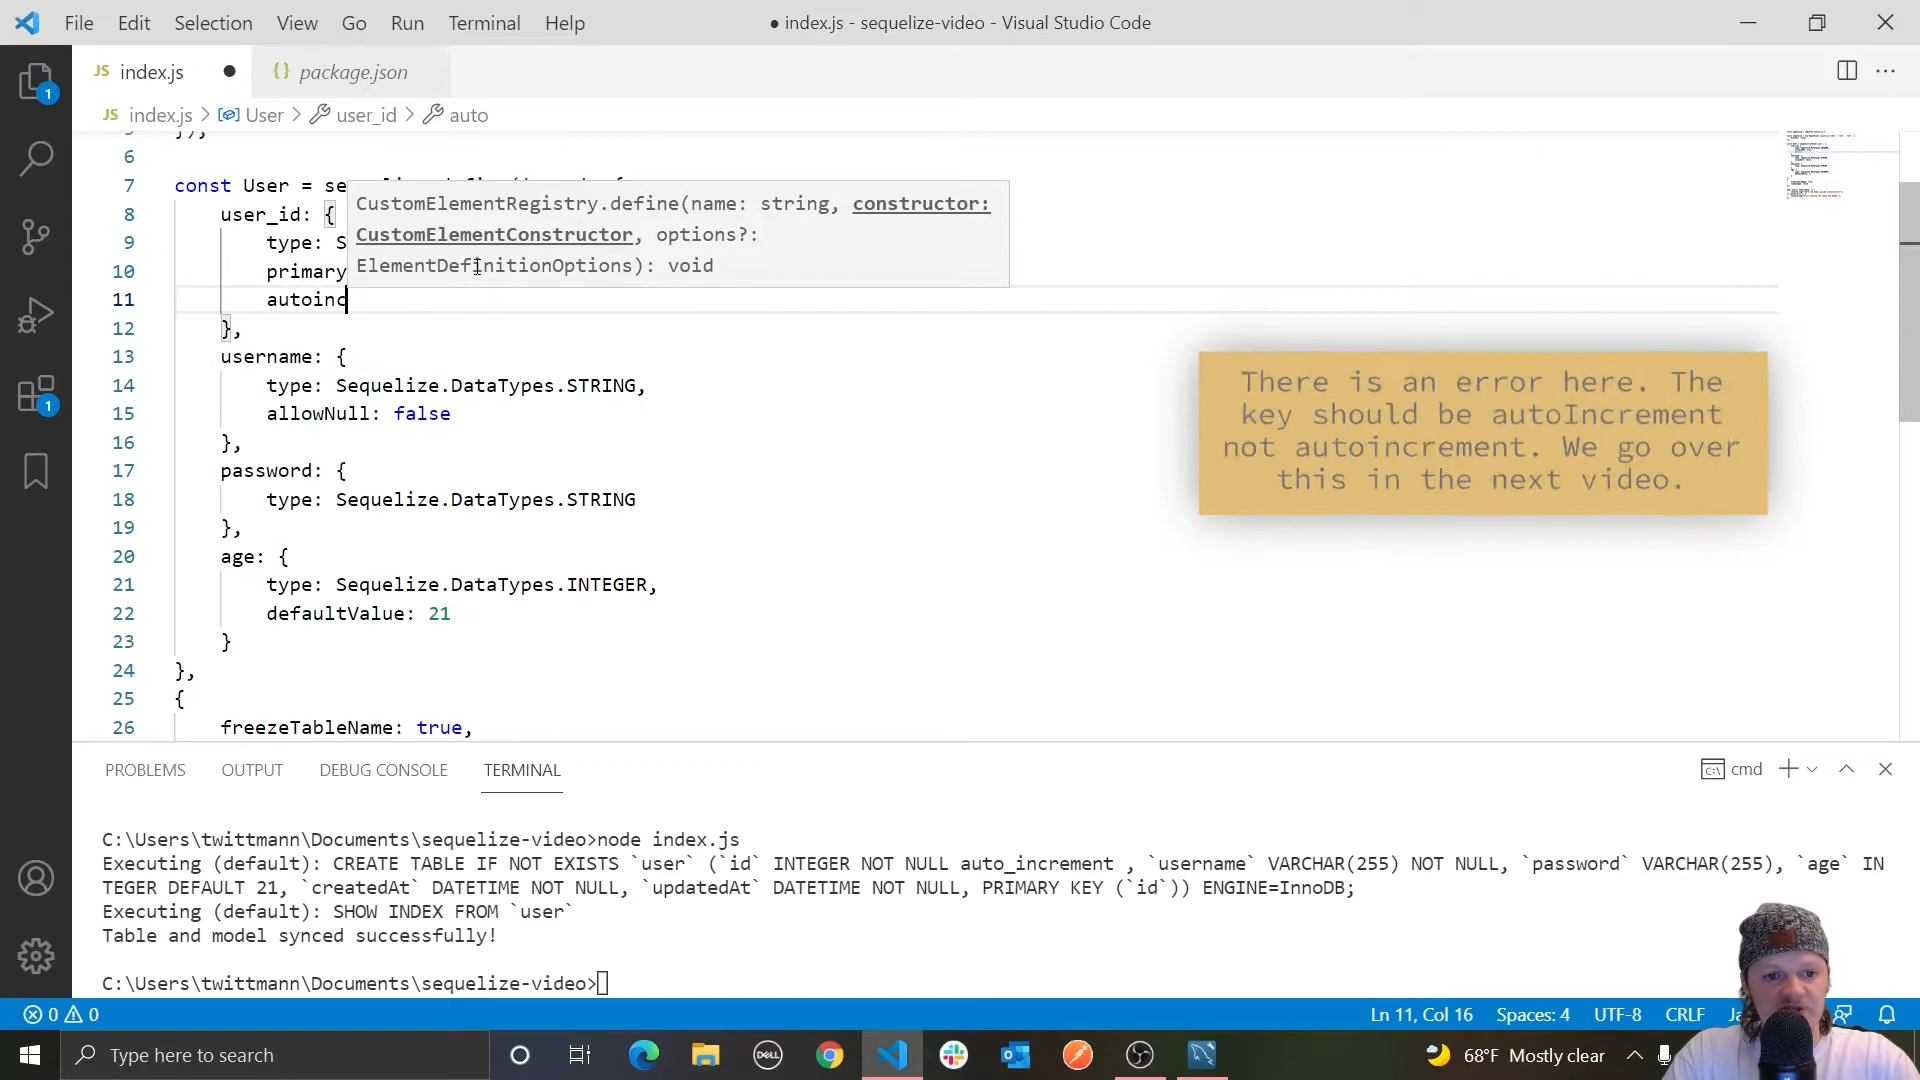 File Edit Selection View Go Run Terminal Help
● index.js - sequelize-video - Visual Studio Code
JS index.js ●
{} package.json
JS index.js > User > user_id > auto
6
7 const User = se
8 user_id: {
9 type: S
10 primary
11 autoinc
12 },
13 username: {
14 type: Sequelize.DataTypes.STRING,
15 allowNull: false
16 },
17 password: {
18 type: Sequelize.DataTypes.STRING
19 },
20 age: {
21 type: Sequelize.DataTypes.INTEGER,
22 defaultValue: 21
23 }
24 },
25 {
26 freezeTableName: true,
CustomElementRegistry.define(name: string, constructor:
CustomElementConstructor, options?:
ElementDefinitionOptions): void
There is an error here. The
key should be autoIncrement
not autoincrement. We go over
this in the next video.
1
1
PROBLEMS OUTPUT DEBUG CONSOLE TERMINAL
cmd
C:\Users\twittmann\Documents\sequelize-video>node index.js
Executing (default): CREATE TABLE IF NOT EXISTS `user` (`id` INTEGER NOT NULL auto_increment , `username` VARCHAR(255) NOT NULL, `password` VARCHAR(255), `age` IN
TEGER DEFAULT 21, `createdAt` DATETIME NOT NULL, `updatedAt` DATETIME NOT NULL, PRIMARY KEY (`id`)) ENGINE=InnoDB;
Executing (default): SHOW INDEX FROM `user`
Table and model synced successfully!
C:\Users\twittmann\Documents\sequelize-video>
0 0
Ln 11, Col 16 Spaces: 4 UTF-8 CRLF
Type here to search
DELL
68°F Mostly clear